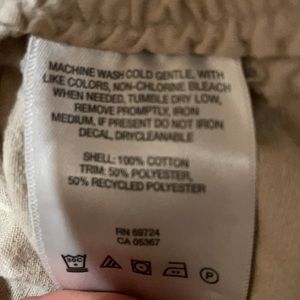 MACHINE WASH COLD GENTLE, WITH
LIKE COLORS, NON-CHLORINE BLEACH
WHEN NEEDED, TUMBLE DRY LOW,
REMOVE PROMPTLY, IRON
MEDIUM, IF PRESENT DO NOT IRON
DECAL, DRYCLEANABLE
SHELL: 100% COTTON
TRIM: 50% POLYESTER,
50% RECYCLED POLYESTER
RN 69724
CA 05367
30C
P